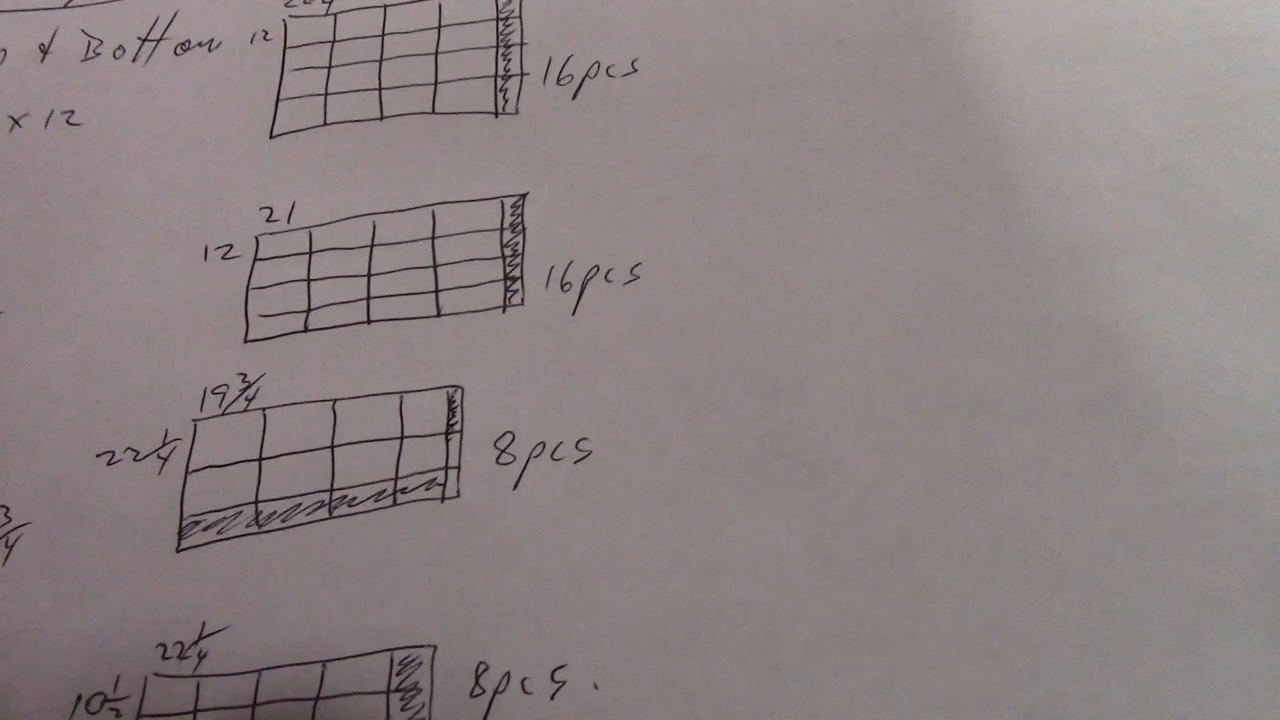 & Bottom 12 16pcs
x 12
21
12 16pcs
19 3/4
22 1/4 8pcs
3/4
22 1/4
10 1/2 8pcs.